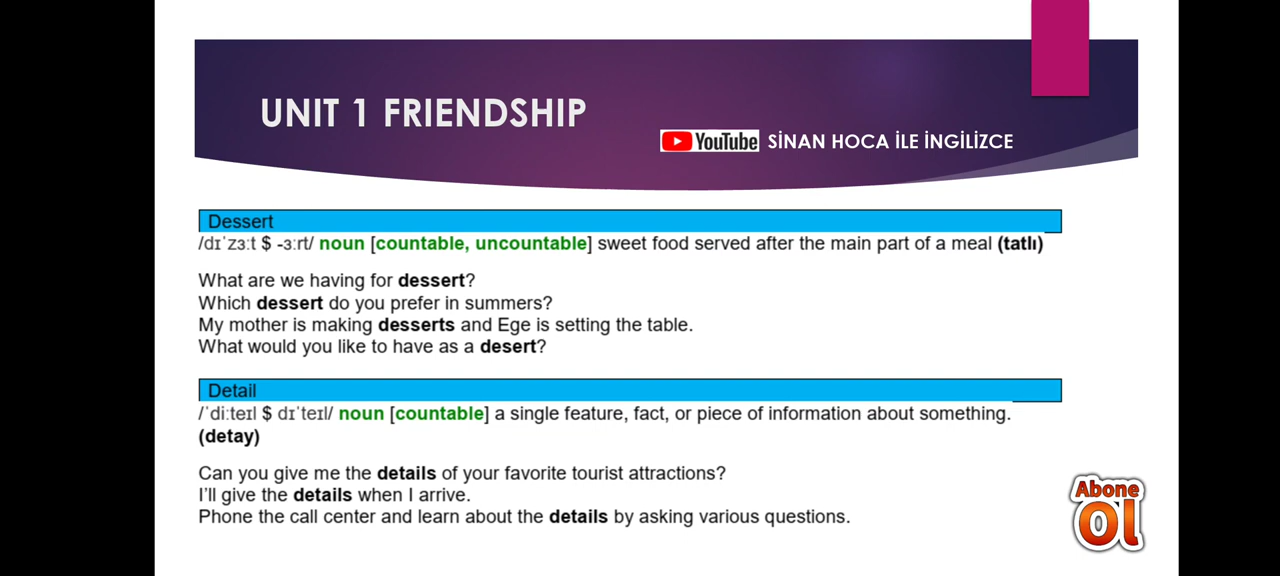 UNIT 1 FRIENDSHIP
YouTube SİNAN HOCA İLE İNGİLİZCE
Dessert
/dɪˈzɜːt $ -ɜːrt/ noun [countable, uncountable] sweet food served after the main part of a meal (tatlı)
What are we having for dessert?
Which dessert do you prefer in summers?
My mother is making desserts and Ege is setting the table.
What would you like to have as a desert?
Detail
/ˈdiːteɪl $ dɪˈteɪl/ noun [countable] a single feature, fact, or piece of information about something.
(detay)
Can you give me the details of your favorite tourist attractions?
I’ll give the details when I arrive.
Phone the call center and learn about the details by asking various questions.
Abone
ol